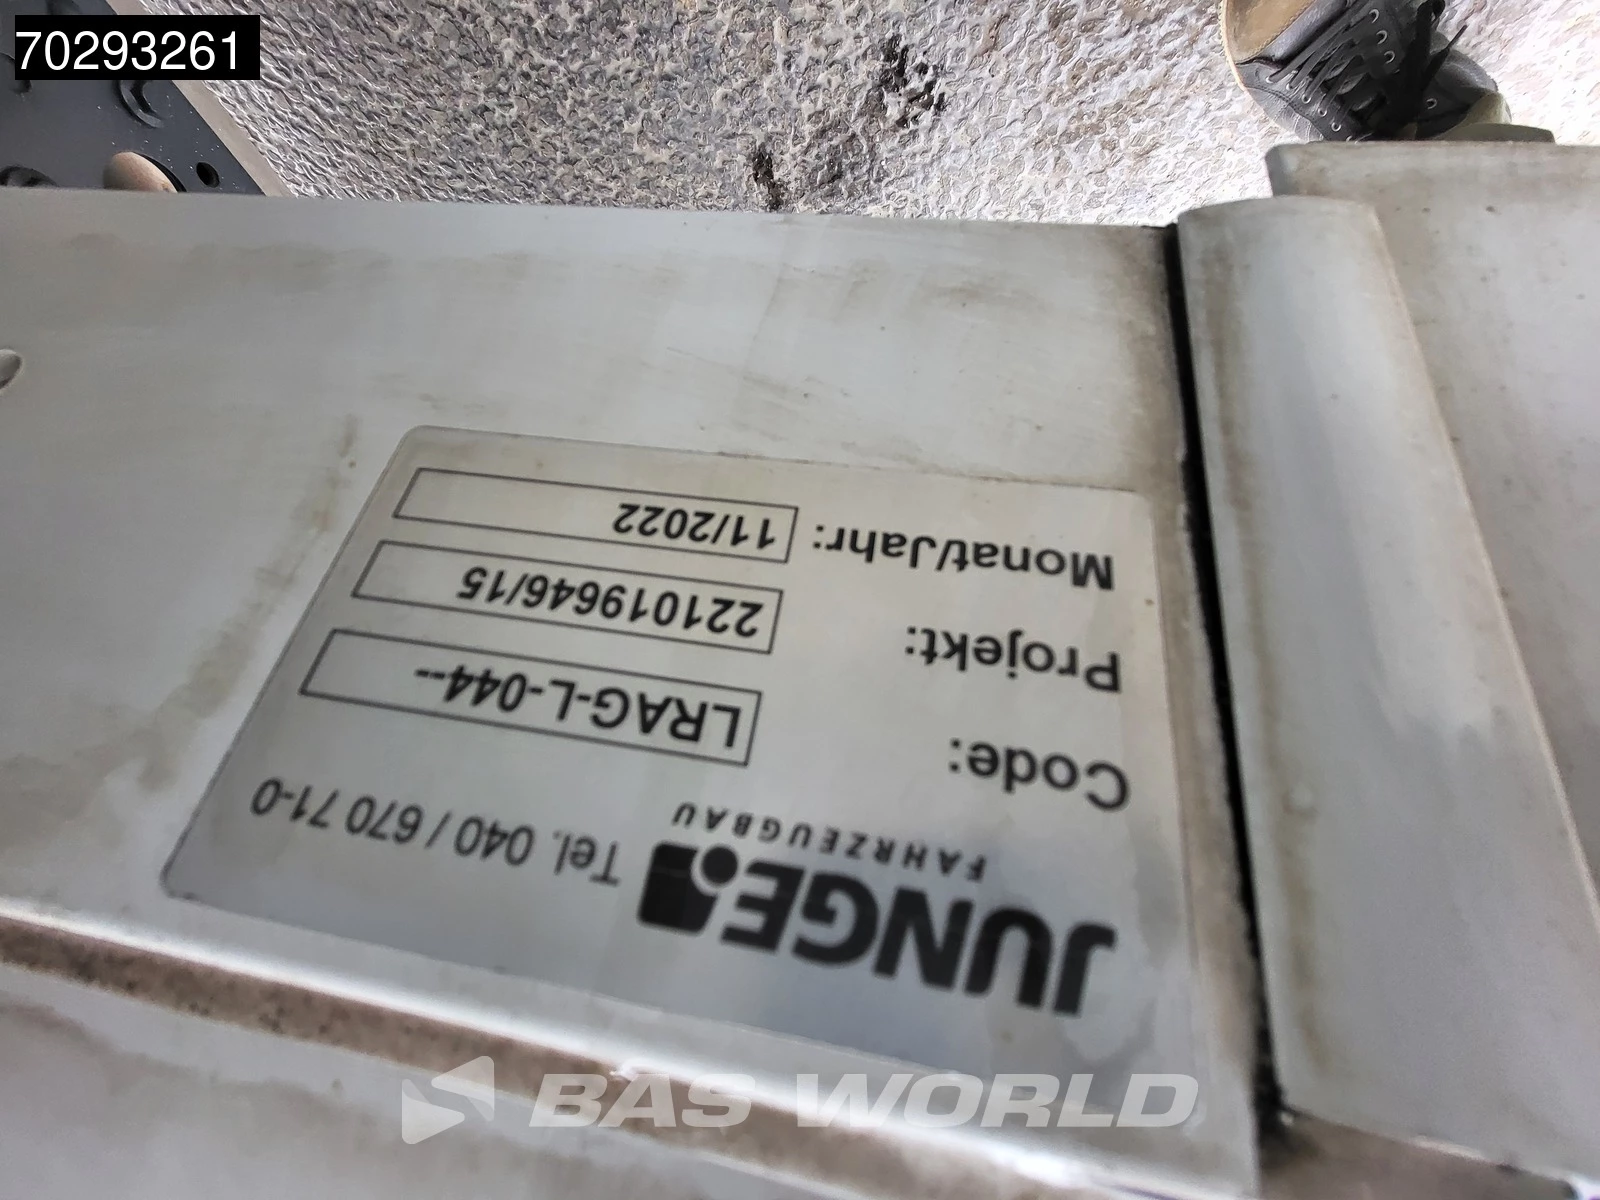 70293261
JUNGE
FAHRZEUGBAU
Tel. 040 / 670 71-0
Code: LRAG-L-044--
Projekt: 221019646/15
Monat/Jahr: 11/2022
BAS WORLD